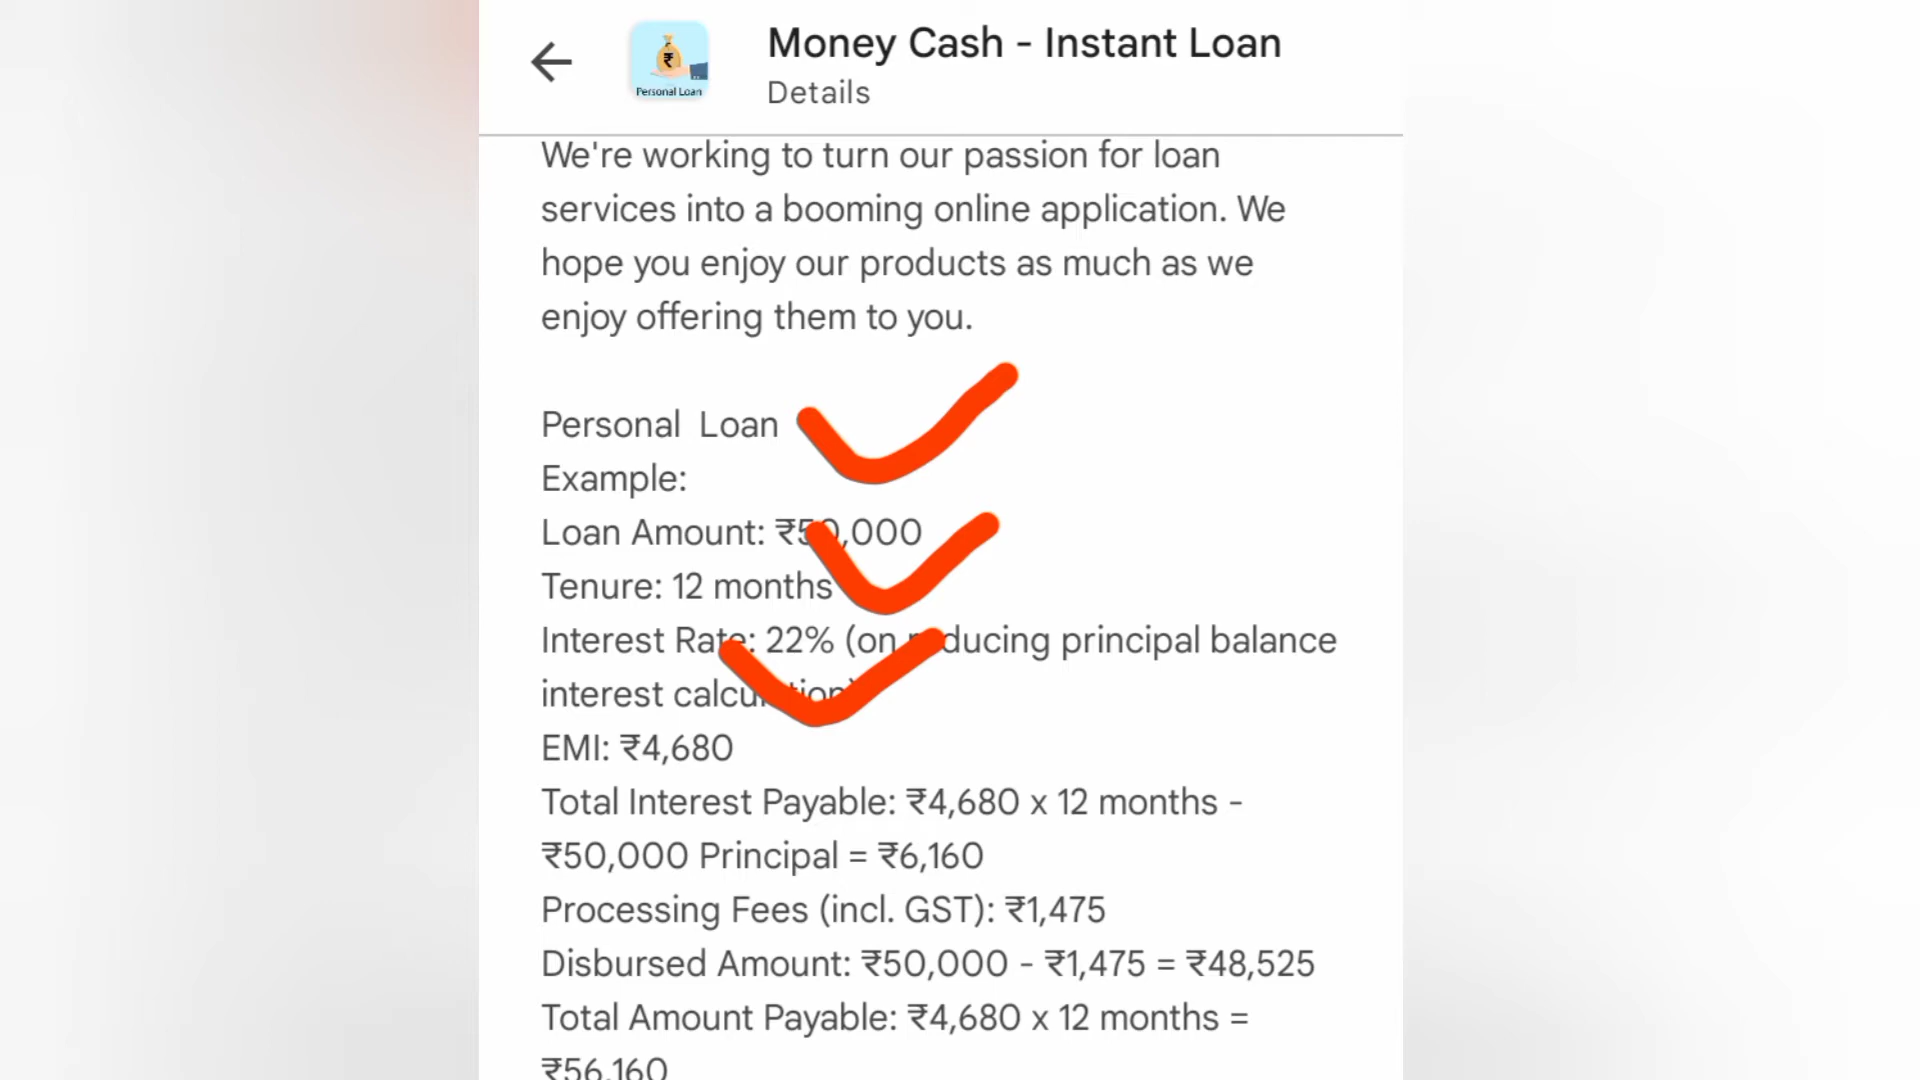 Money Cash - Instant Loan
Details
Personal Loan
We're working to turn our passion for loan
services into a booming online application. We
hope you enjoy our products as much as we
enjoy offering them to you.
Personal Loan
Example:
Loan Amount: ₹50,000
Tenure: 12 months
Interest Rate: 22% (on reducing principal balance
interest calculation)
EMI: ₹4,680
Total Interest Payable: ₹4,680 x 12 months -
₹50,000 Principal = ₹6,160
Processing Fees (incl. GST): ₹1,475
Disbursed Amount: ₹50,000 - ₹1,475 = ₹48,525
Total Amount Payable: ₹4,680 x 12 months =
₹56,160